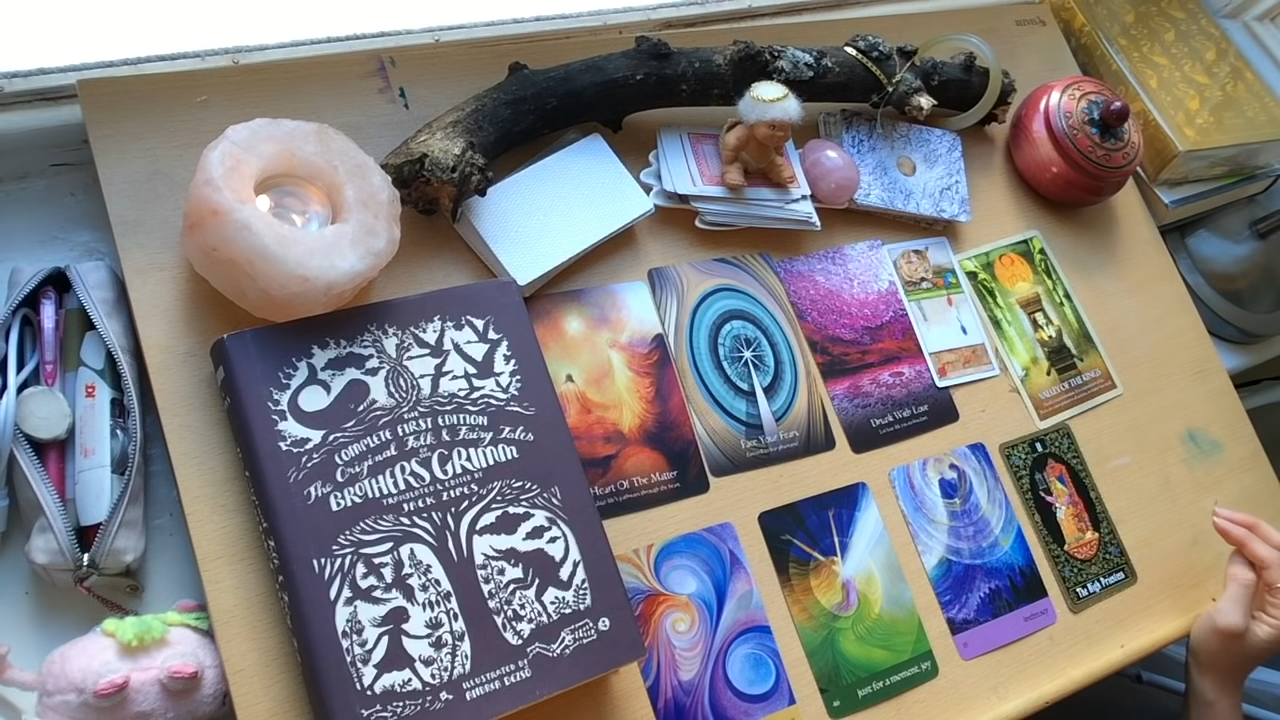 THE
COMPLETE FIRST EDITION
The Original Folk & Fairy Tales
OF THE
BROTHERS GRIMM
TRANSLATED & EDITED BY
JACK ZIPES
ILLUSTRATED BY
ANDREA DEZSÖ
Heart Of The Matter
Face Your Fears
Drunk With Love
VALLEY OF THE KINGS
46
Just for a moment, joy
II
The High Priestess